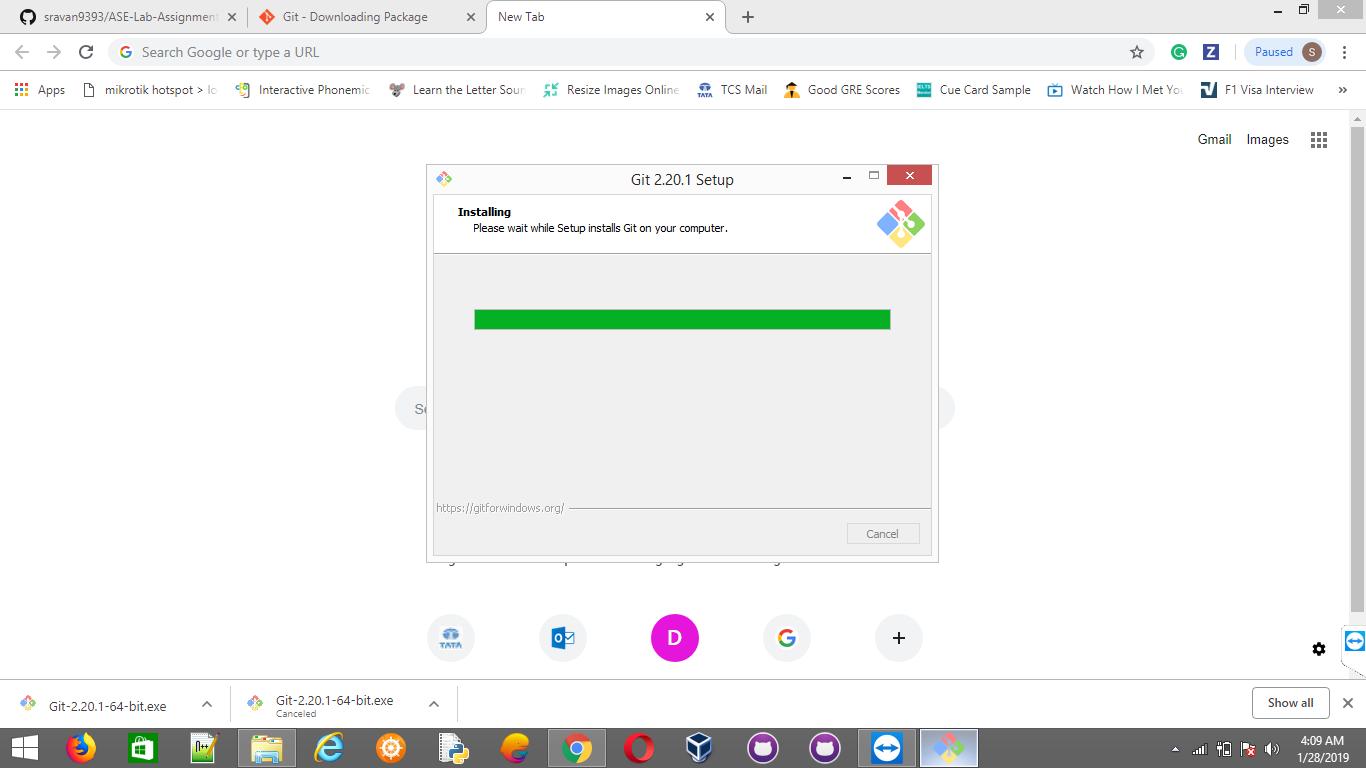 sravan9393/ASE-Lab-Assignment
Git - Downloading Package
New Tab
Search Google or type a URL
Paused
S
Apps
mikrotik hotspot > lo
Interactive Phonemic
Learn the Letter Soun
Resize Images Online
TCS Mail
Good GRE Scores
Cue Card Sample
Watch How I Met Yo
F1 Visa Interview
»
Gmail
Images
Git 2.20.1 Setup
Installing
Please wait while Setup installs Git on your computer.
Se
https://gitforwindows.org/
Cancel
TATA
D
Git-2.20.1-64-bit.exe
Git-2.20.1-64-bit.exe
Canceled
Show all
4:09 AM
1/28/2019